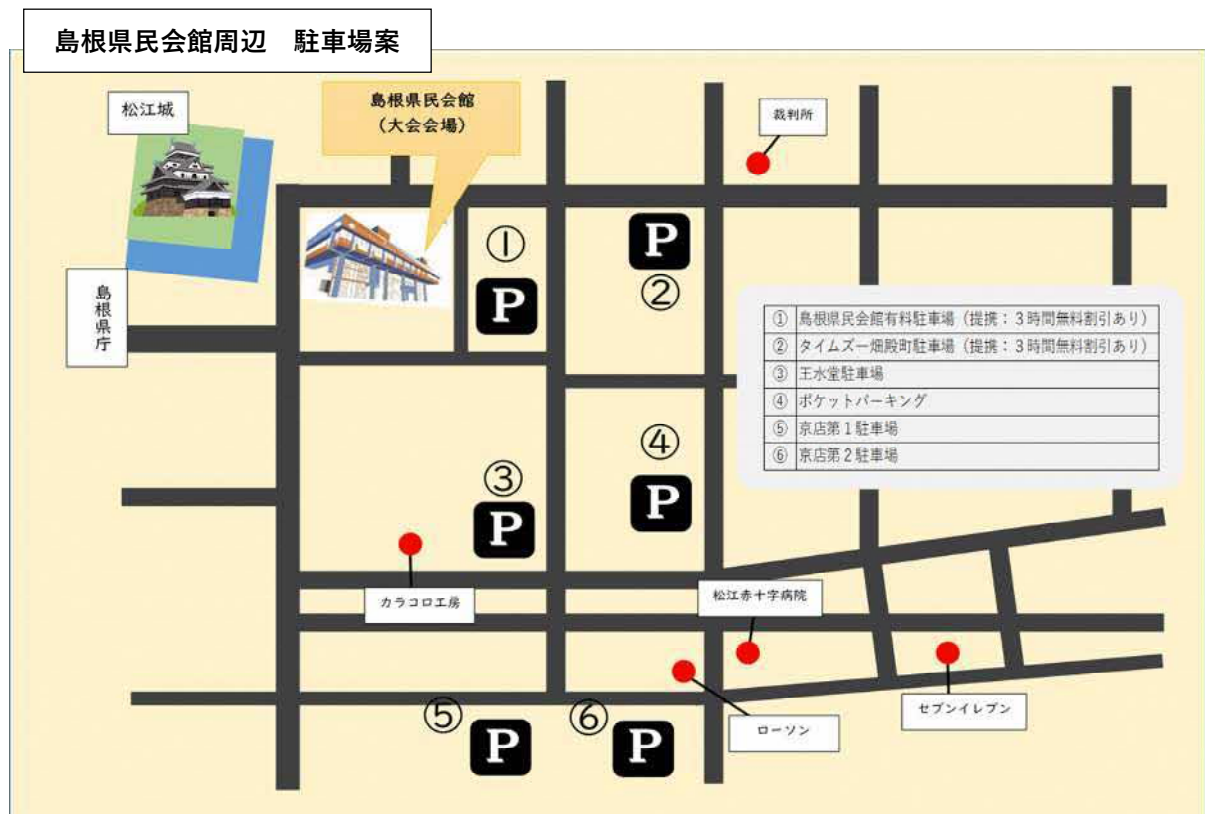 島根県民会館周辺　駐車場案
松江城
島根県民会館
（大会会場）
裁判所
島根県庁
①
P
P
②
① 島根県民会館有料駐車場（提携：３時間無料割引あり）
② タイムズ一畑殿町駐車場（提携：３時間無料割引あり）
③ 王水堂駐車場
④ ポケットパーキング
⑤ 京店第１駐車場
⑥ 京店第２駐車場
④
P
③
P
カラコロ工房
松江赤十字病院
セブンイレブン
ローソン
⑤
P
⑥
P